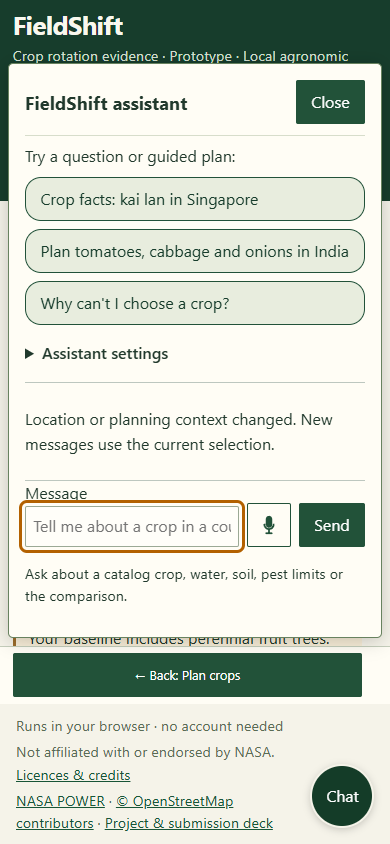 FieldShift
Crop rotation evidence · Prototype · Local agronomic
FieldShift assistant
Close
Try a question or guided plan:
Crop facts: kai lan in Singapore
Plan tomatoes, cabbage and onions in India
Why can't I choose a crop?
▶ Assistant settings
Location or planning context changed. New
messages use the current selection.
Message
Tell me about a crop in a cou
Send
Ask about a catalog crop, water, soil, pest limits or
the comparison.
Your baseline includes perennial fruit trees.
← Back: Plan crops
Runs in your browser · no account needed
Not affiliated with or endorsed by NASA.
Licences & credits
NASA POWER · © OpenStreetMap
contributors · Project & submission deck
Chat